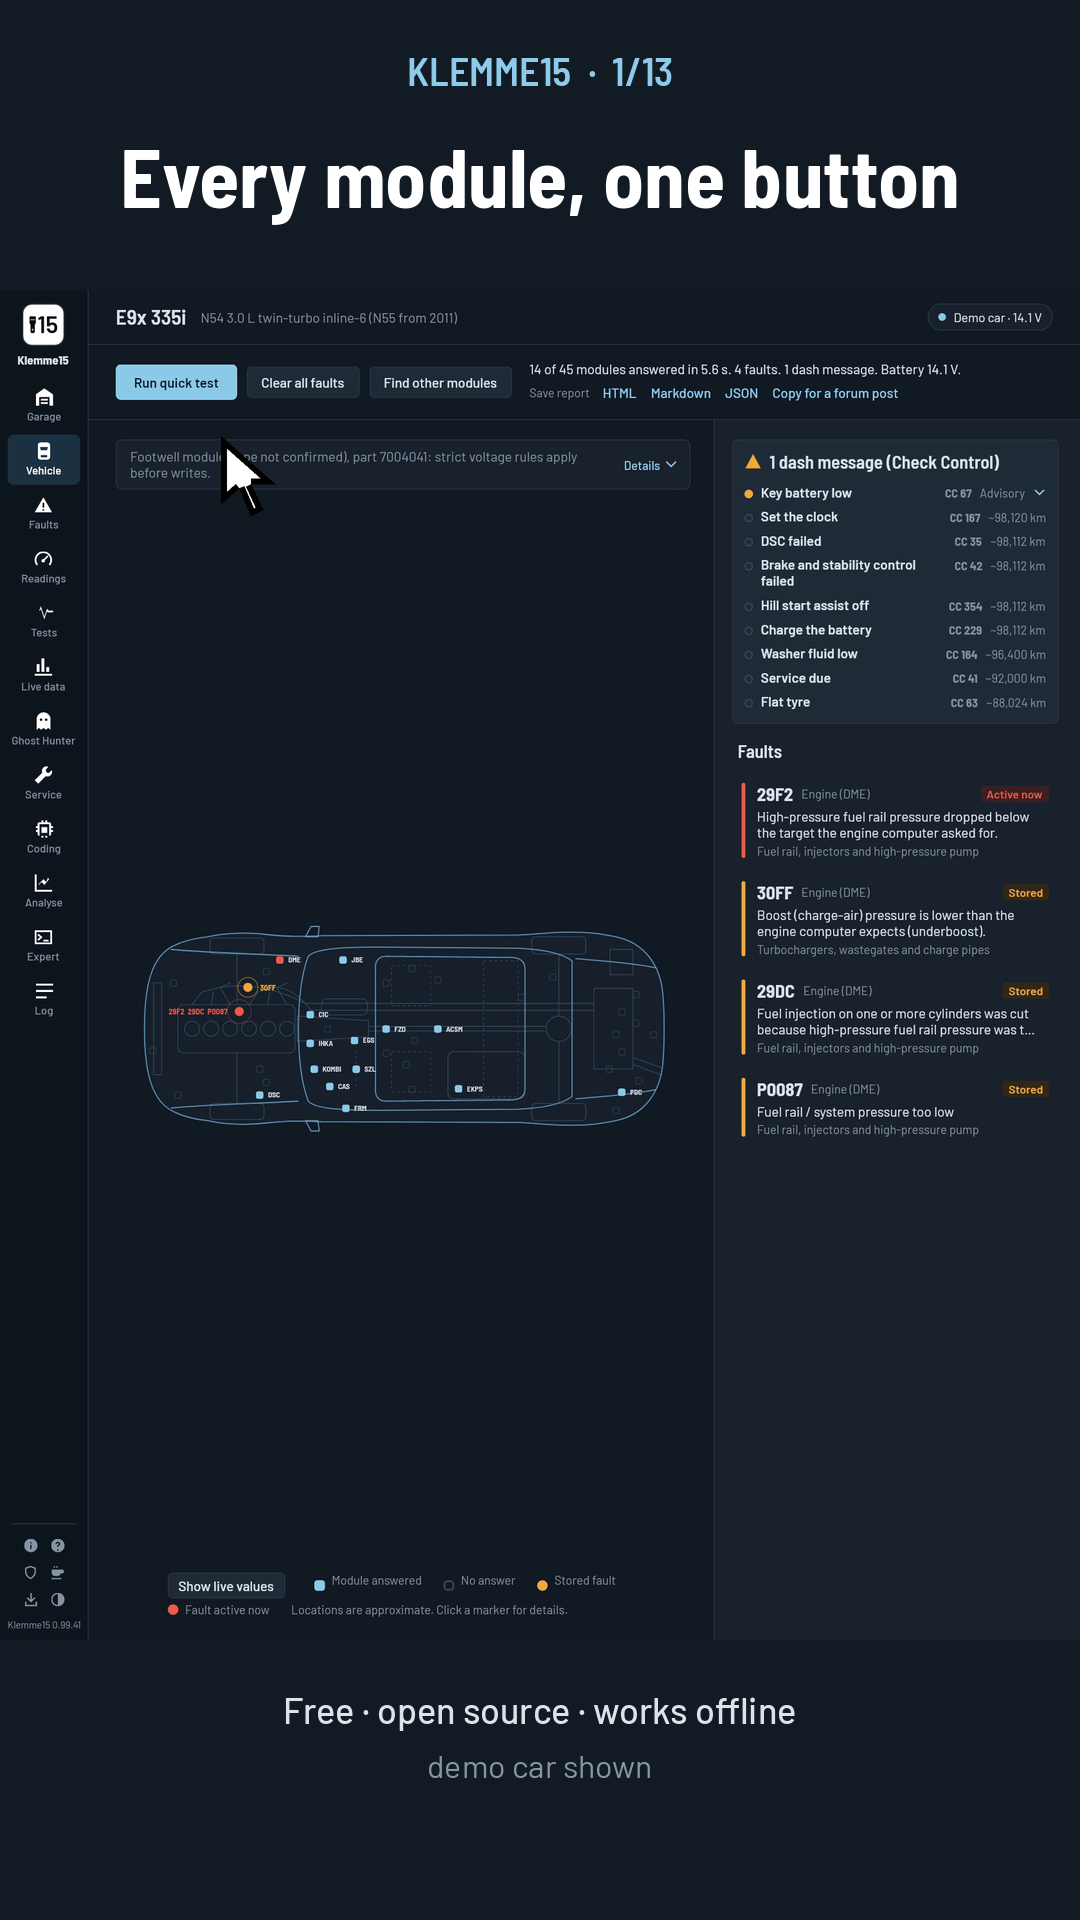 KLEMME15 · 1/13
Every module, one button
15
Klemme15
Garage
Vehicle
Faults
Readings
Tests
Live data
Ghost Hunter
Service
Coding
Analyse
Expert
Log
Klemme15 0.99.41
E9x 335i N54 3.0 L twin-turbo inline-6 (N55 from 2011)
Demo car · 14.1 V
Run quick test
Clear all faults
Find other modules
14 of 45 modules answered in 5.6 s. 4 faults. 1 dash message. Battery 14.1 V.
Save report HTML Markdown JSON Copy for a forum post
Footwell module not confirmed), part 7004041: strict voltage rules apply
before writes.
Details
DME
JBE
30FF
29F2 29DC P0087
CIC
FZD
ACSM
IHKA
EGS
KOMBI
SZL
CAS
EKPS
DSC
FRM
PDC
Show live values
Module answered
No answer
Stored fault
Fault active now
Locations are approximate. Click a marker for details.
1 dash message (Check Control)
Key battery low CC 67 Advisory
Set the clock CC 167 ~98,120 km
DSC failed CC 35 ~98,112 km
Brake and stability control CC 42 ~98,112 km
failed
Hill start assist off CC 354 ~98,112 km
Charge the battery CC 229 ~98,112 km
Washer fluid low CC 164 ~96,400 km
Service due CC 41 ~92,000 km
Flat tyre CC 63 ~88,024 km
Faults
29F2 Engine (DME) Active now
High-pressure fuel rail pressure dropped below
the target the engine computer asked for.
Fuel rail, injectors and high-pressure pump
30FF Engine (DME) Stored
Boost (charge-air) pressure is lower than the
engine computer expects (underboost).
Turbochargers, wastegates and charge pipes
29DC Engine (DME) Stored
Fuel injection on one or more cylinders was cut
because high-pressure fuel rail pressure was t...
Fuel rail, injectors and high-pressure pump
P0087 Engine (DME) Stored
Fuel rail / system pressure too low
Fuel rail, injectors and high-pressure pump
Free · open source · works offline
demo car shown